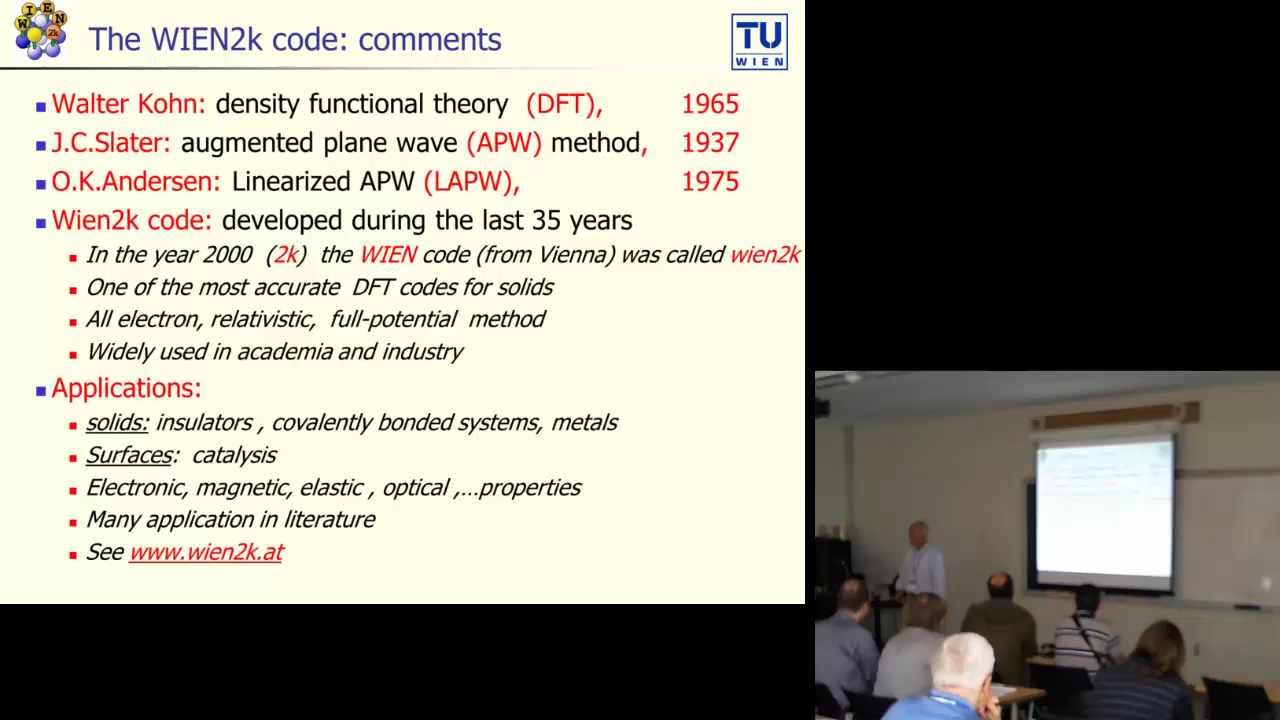 The WIEN2k code: comments
WIEN 2k
TU
WIEN
Walter Kohn: density functional theory (DFT), 1965
J.C.Slater: augmented plane wave (APW) method, 1937
O.K.Andersen: Linearized APW (LAPW), 1975
Wien2k code: developed during the last 35 years
In the year 2000 (2k) the WIEN code (from Vienna) was called wien2k
One of the most accurate DFT codes for solids
All electron, relativistic, full-potential method
Widely used in academia and industry
Applications:
solids: insulators , covalently bonded systems, metals
Surfaces: catalysis
Electronic, magnetic, elastic , optical ,...properties
Many application in literature
See www.wien2k.at